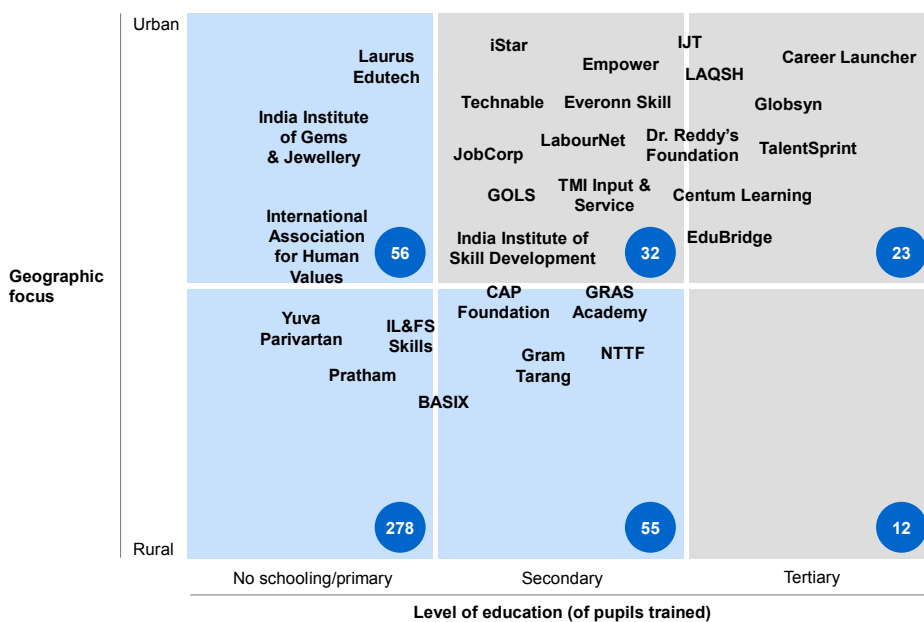 Urban
iStar
IJT
Laurus
Edutech
Empower
Career Launcher
LAQSH
Technable
Everonn Skill
Globsyn
India Institute
of Gems
& Jewellery
LabourNet
Dr. Reddy's
Foundation
TalentSprint
JobCorp
GOLS
TMI Input &
Service
Centum Learning
International
Association
for Human
Values
56
India Institute of
Skill Development
32
EduBridge
23
Geographic
focus
CAP
Foundation
GRAS
Academy
Yuva
Parivartan
IL&FS
Skills
Gram
Tarang
NTTF
Pratham
BASIX
278
55
12
Rural
No schooling/primary
Secondary
Tertiary
Level of education (of pupils trained)